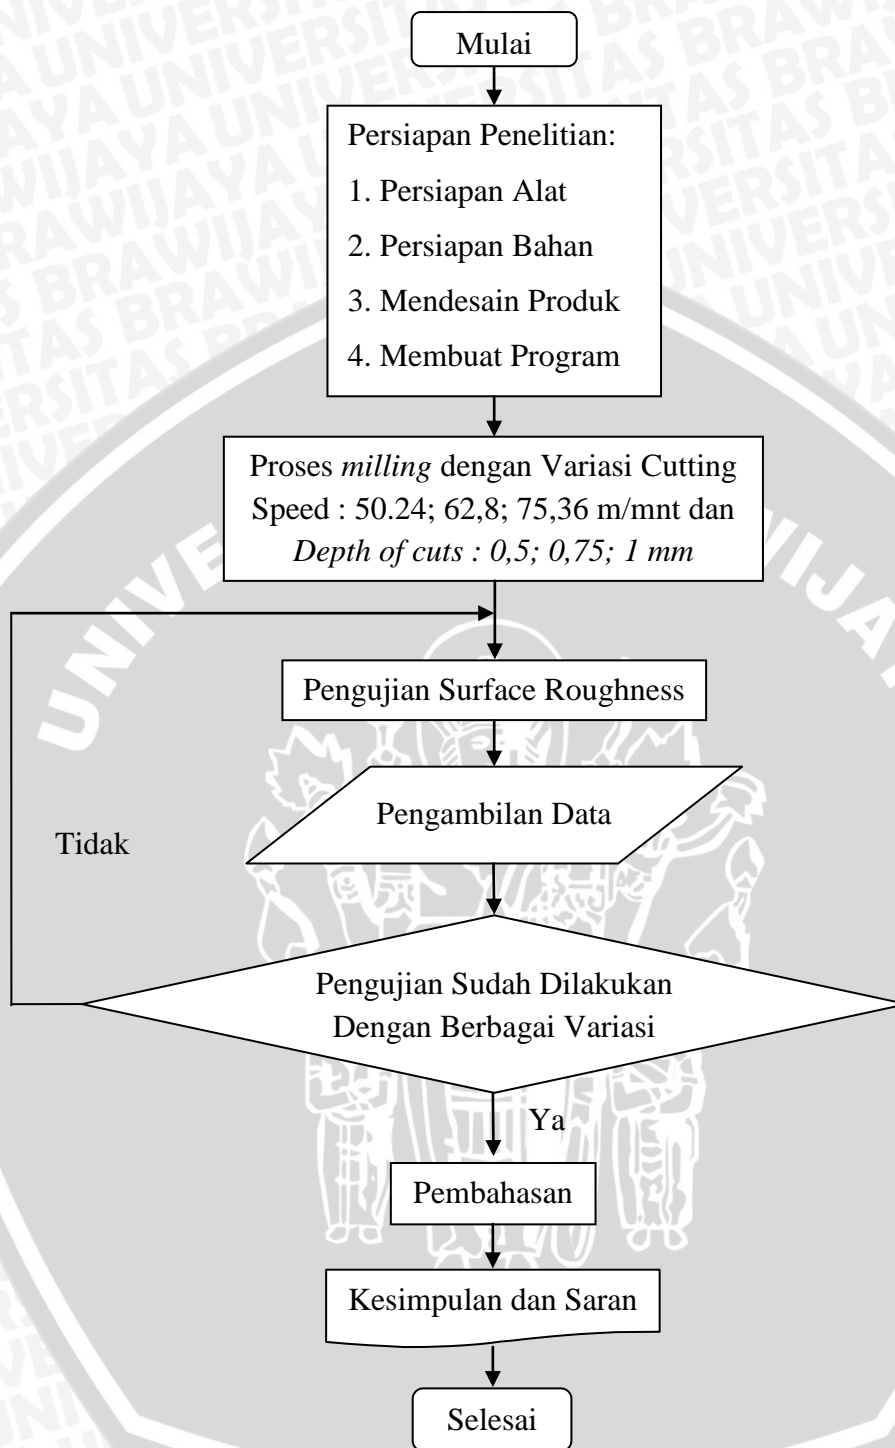 Mulai
Persiapan Penelitian:
1. Persiapan Alat
2. Persiapan Bahan
3. Mendesain Produk
4. Membuat Program
Proses milling dengan Variasi Cutting
Speed : 50.24; 62,8; 75,36 m/mnt dan
Depth of cuts : 0,5; 0,75; 1 mm
Pengujian Surface Roughness
Pengambilan Data
Tidak
Pengujian Sudah Dilakukan
Dengan Berbagai Variasi
Ya
Pembahasan
Kesimpulan dan Saran
Selesai